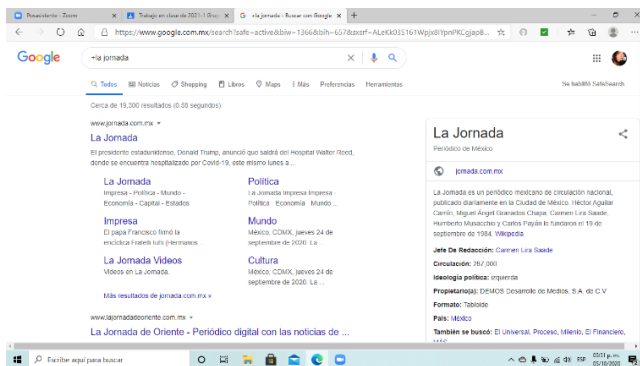 Posasistente - Zoom
Trabajo en clase de 2021-1 Grup
+la jornada - Buscar con Google
https://www.google.com.mx/search?safe=active&biw=1366&bih=657&sxsrf=
Google
+la jornada
Todos Noticias Shopping Libros Maps Más Preferencias Herramientas
Se habilitó SafeSearch
Cerca de 19,300 resultados (0.88 segundos)
www.jornada.com.mx
La Jornada
El presidente estadunidense, Donald Trump, anunció que saldrá del Hospital Walter Reed,
donde se encuentra hospitalizado por Covid-19, este mismo lunes a ...
La Jornada
Impresa - Política - Mundo -
Economía - Capital - Estados
Política
La Jornada Impresa Impresa
Política Economía Mundo ...
Impresa
El papa Francisco firmó la
encíclica Fratelli tutti (Hermanos ...
Mundo
México, CDMX, jueves 24 de
septiembre de 2020. La ...
La Jornada Videos
Videos en La Jornada.
Cultura
México, CDMX, jueves 24 de
septiembre de 2020. La ...
Más resultados de jornada.com.mx »
www.lajornadadeoriente.com.mx
La Jornada de Oriente - Periódico digital con las noticias de ...
La Jornada
Periódico de México
jornada.com.mx
La Jornada es un periódico mexicano de circulación nacional,
publicado diariamente en la Ciudad de México. Héctor Aguilar
Camín, Miguel Ángel Granados Chapa, Carmen Lira Saade,
Humberto Musacchio y Carlos Payán lo fundaron el 19 de
septiembre de 1984. Wikipedia
Jefe De Redacción: Carmen Lira Saade
Circulación: 287,000
Ideología política: izquierda
Propietario(a): DEMOS Desarrollo de Medios, S.A. de C.V
Formato: Tabloide
País: México
También se buscó: El Universal, Proceso, Milenio, El Financiero,
MÁS
Escribe aquí para buscar
ESP
p. m.
05/10/2020